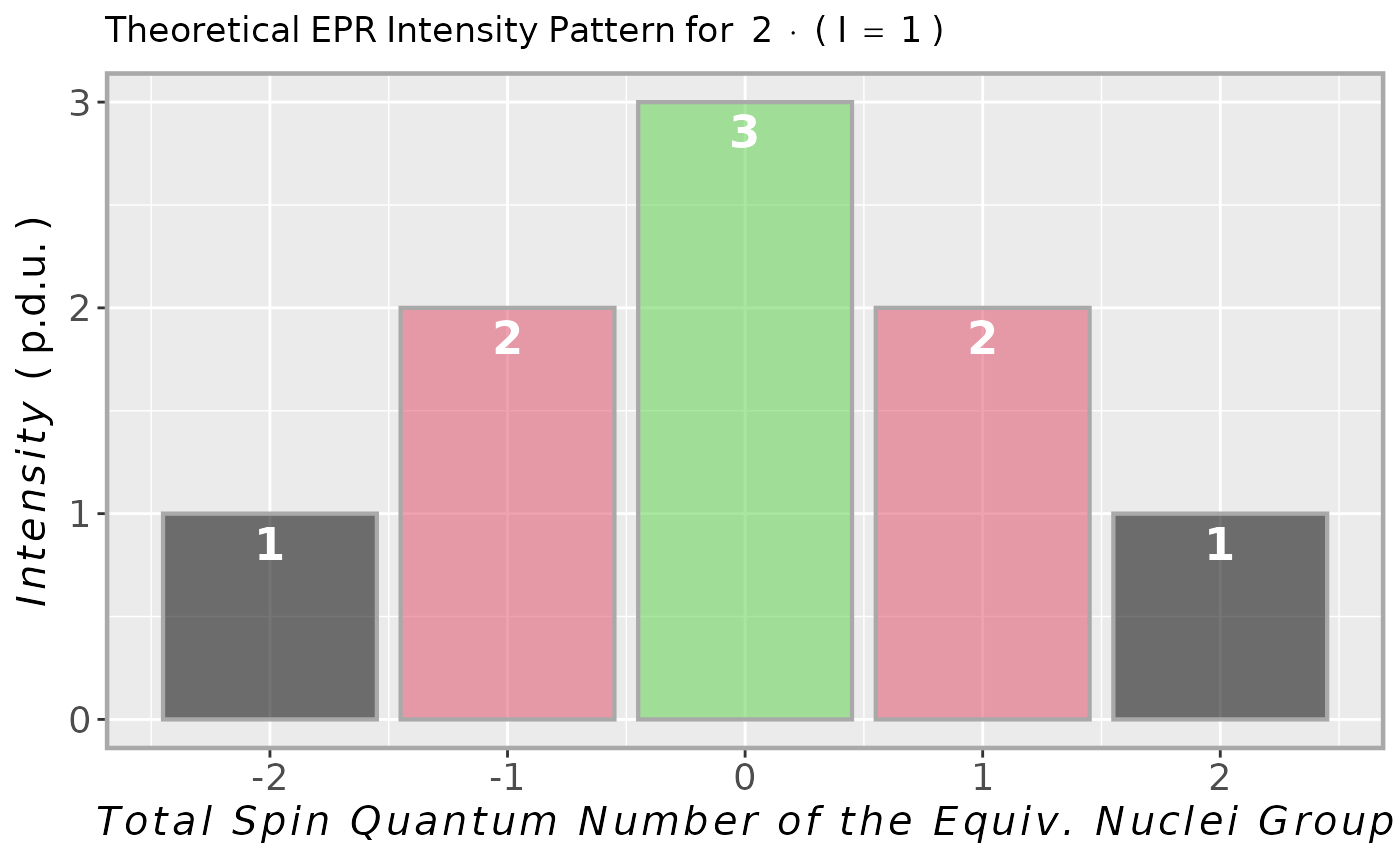 Theoretical EPR Intensity Pattern for 2 · ( I = 1 )
Intensity ( p.d.u. )
3
2
1
0
1
2
3
2
1
-2 -1 0 1 2
Total Spin Quantum Number of the Equiv. Nuclei Group